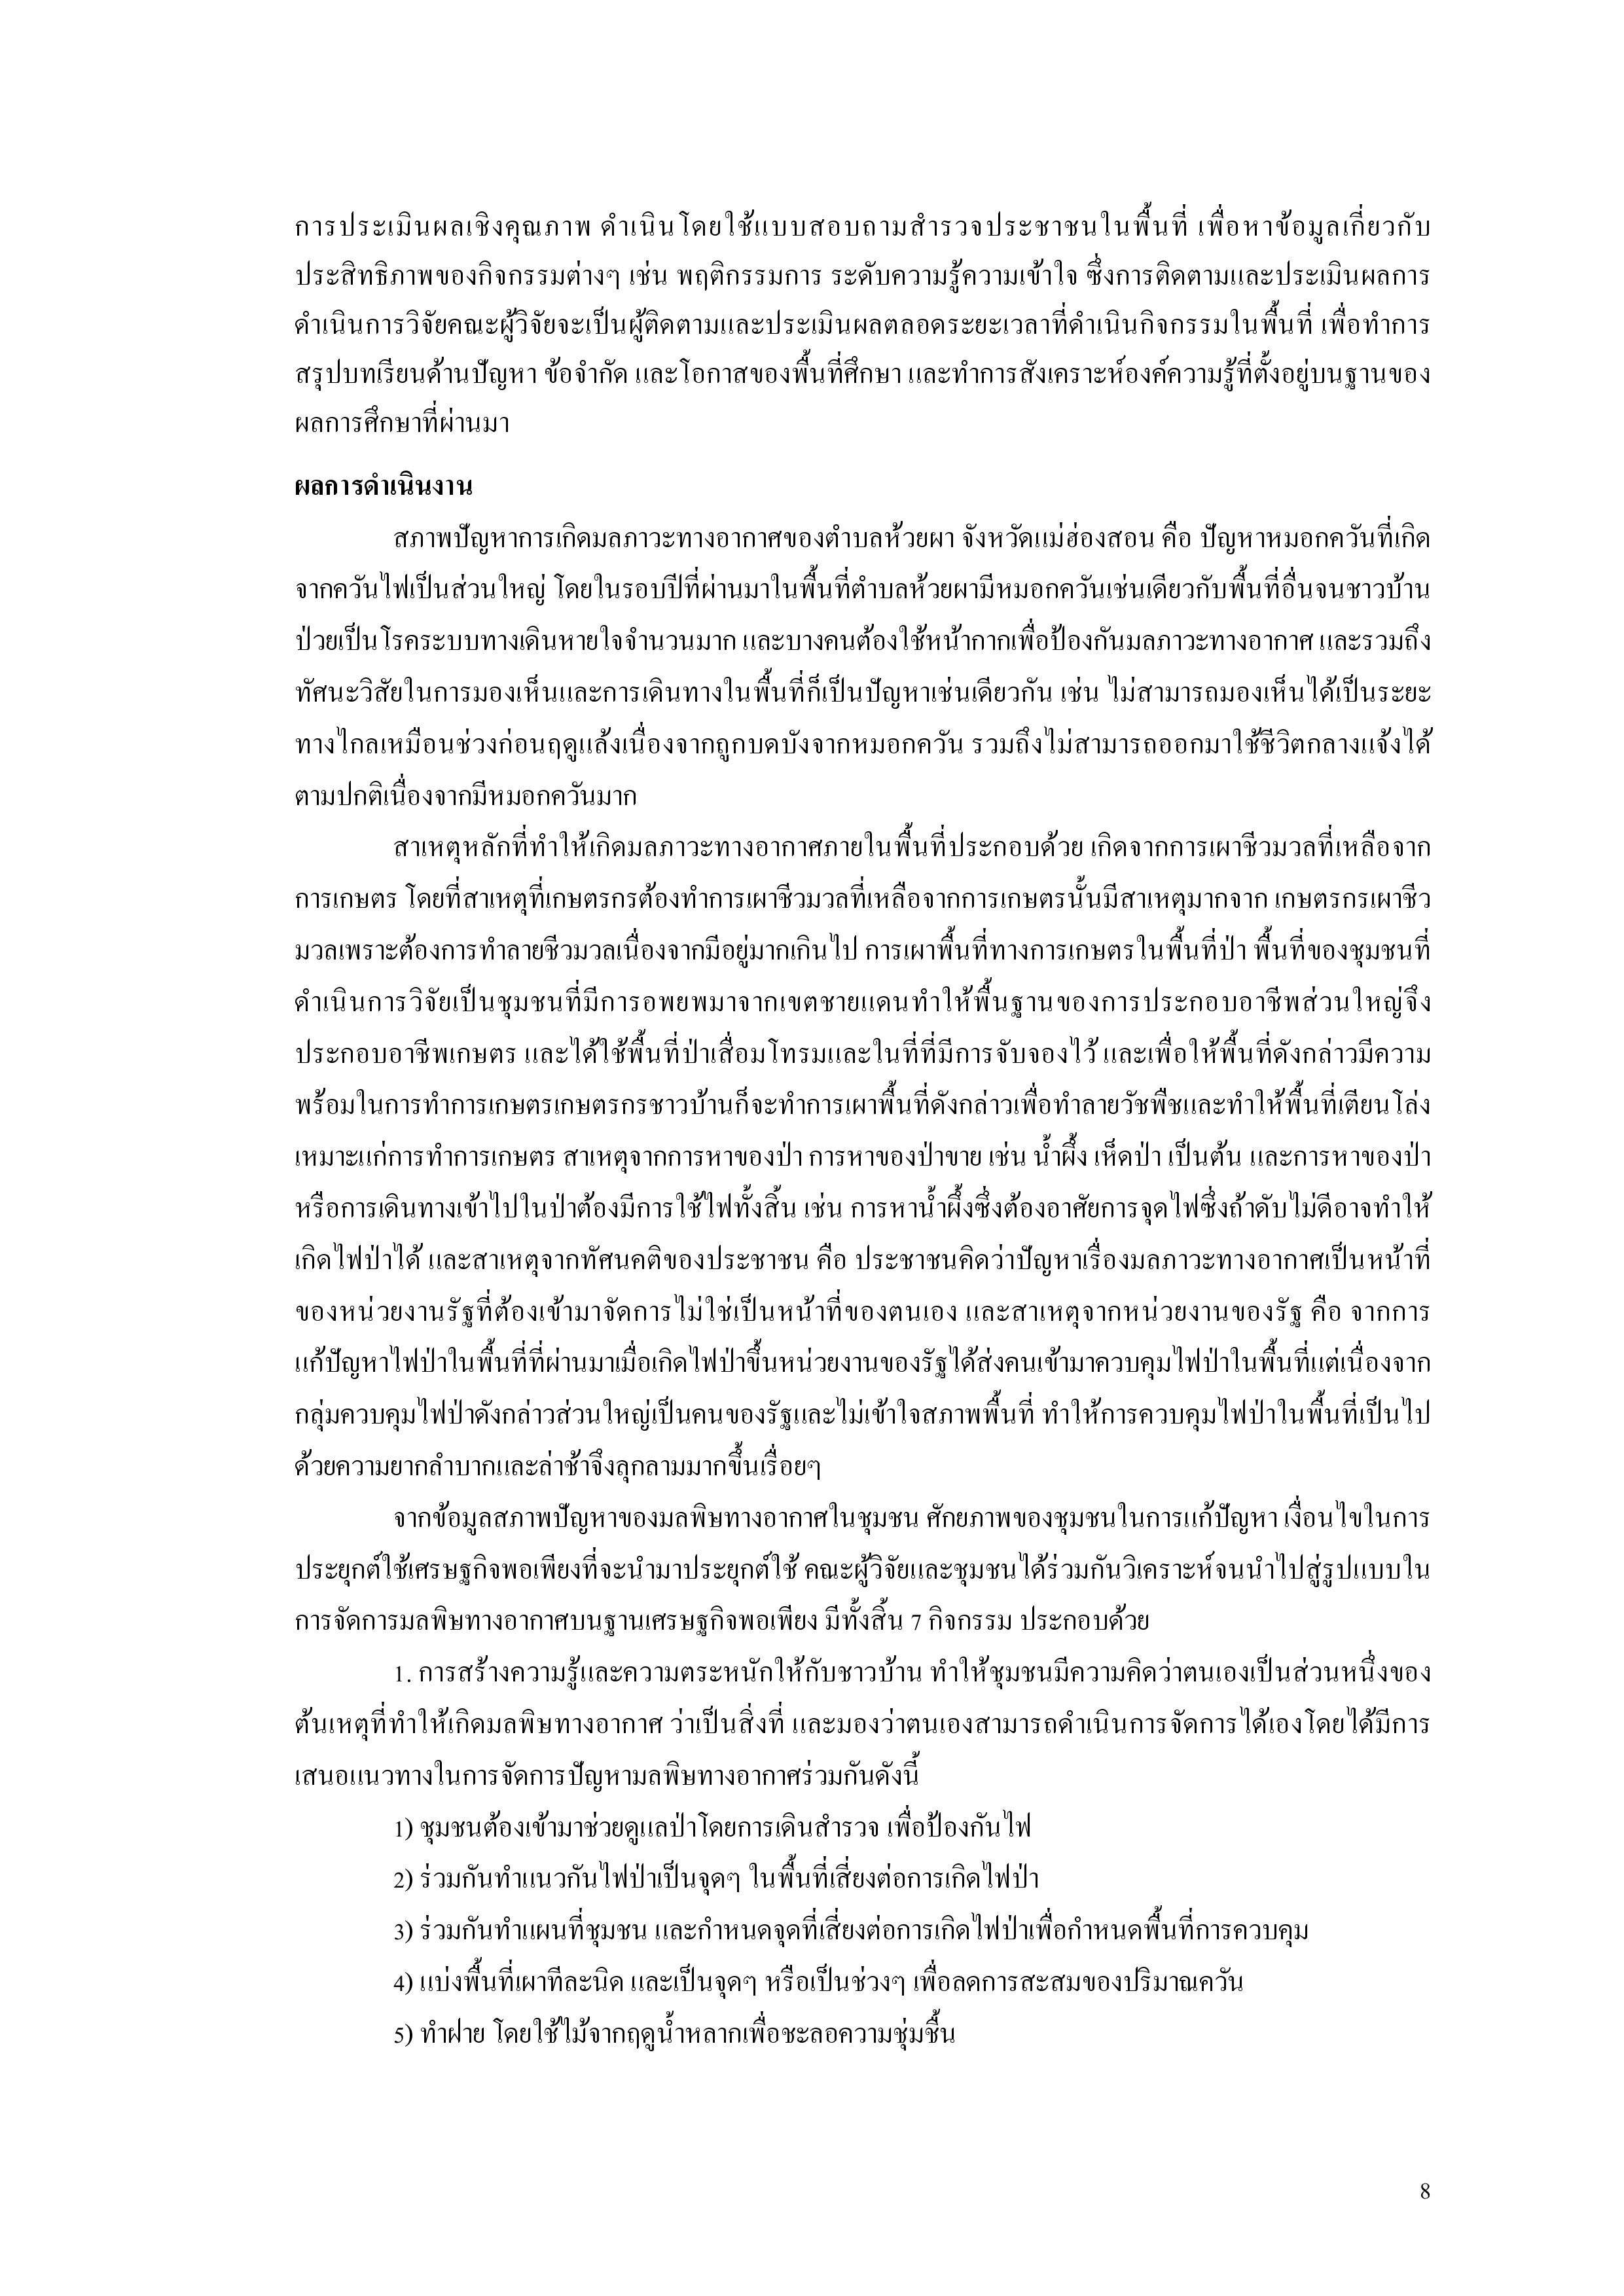 การประเมินผลเชิงคุณภาพ ดำเนินโดยใช้แบบสอบถามสำรวจประชาชนในพื้นที่ เพื่อหาข้อมูลเกี่ยวกับ
ประสิทธิภาพของกิจกรรมต่างๆ เช่น พฤติกรรมการ ระดับความรู้ความเข้าใจ ซึ่งการติดตามและประเมินผลการ
ดำเนินการวิจัยคณะผู้วิจัยจะเป็นผู้ติดตามและประเมินผลตลอดระยะเวลาที่ดำเนินกิจกรรมในพื้นที่ เพื่อทำการ
สรุปบทเรียนด้านปัญหา ข้อจำกัด และโอกาสของพื้นที่ศึกษา และทำการสังเคราะห์องค์ความรู้ที่ตั้งอยู่บนฐานของ
ผลการศึกษาที่ผ่านมา
ผลการดำเนินงาน
สภาพปัญหาการเกิดมลภาวะทางอากาศของตำบลห้วยผา จังหวัดแม่ฮ่องสอน คือ ปัญหาหมอกควันที่เกิด
จากควันไฟเป็นส่วนใหญ่ โดยในรอบปีที่ผ่านมาในพื้นที่ตำบลห้วยผามีหมอกควันเช่นเดียวกับพื้นที่อื่นจนชาวบ้าน
ป่วยเป็นโรคระบบทางเดินหายใจจำนวนมาก และบางคนต้องใช้หน้ากากเพื่อป้องกันมลภาวะทางอากาศ และรวมถึง
ทัศนะวิสัยในการมองเห็นและการเดินทางในพื้นที่ก็เป็นปัญหาเช่นเดียวกัน เช่น ไม่สามารถมองเห็นได้เป็นระยะ
ทางไกลเหมือนช่วงก่อนฤดูแล้งเนื่องจากถูกบดบังจากหมอกควัน รวมถึงไม่สามารถออกมาใช้ชีวิตกลางแจ้งได้
ตามปกติเนื่องจากมีหมอกควันมาก
สาเหตุหลักที่ทำให้เกิดมลภาวะทางอากาศภายในพื้นที่ประกอบด้วย เกิดจากการเผาชีวมวลที่เหลือจาก
การเกษตร โดยที่สาเหตุที่เกษตรกรต้องทำการเผาชีวมวลที่เหลือจากการเกษตรนั้นมีสาเหตุมากจาก เกษตรกรเผาชีว
มวลเพราะต้องการทำลายชีวมวลเนื่องจากมีอยู่มากเกินไป การเผาพื้นที่ทางการเกษตรในพื้นที่ป่า พื้นที่ของชุมชนที่
ดำเนินการวิจัยเป็นชุมชนที่มีการอพยพมาจากเขตชายแดนทำให้พื้นฐานของการประกอบอาชีพส่วนใหญ่จึง
ประกอบอาชีพเกษตร และได้ใช้พื้นที่ป่าเสื่อมโทรมและในที่ที่มีการจับจองไว้ และเพื่อให้พื้นที่ดังกล่าวมีความ
พร้อมในการทำการเกษตรเกษตรกรชาวบ้านก็จะทำการเผาพื้นที่ดังกล่าวเพื่อทำลายวัชพืชและทำให้พื้นที่เตียนโล่ง
เหมาะแก่การทำการเกษตร สาเหตุจากการหาของป่า การหาของป่าขาย เช่น น้ำผึ้ง เห็ดป่า เป็นต้น และการหาของป่า
หรือการเดินทางเข้าไปในป่าต้องมีการใช้ไฟทั้งสิ้น เช่น การหาน้ำผึ้งซึ่งต้องอาศัยการจุดไฟซึ่งถ้าดับไม่ดีอาจทำให้
เกิดไฟป่าได้ และสาเหตุจากทัศนคติของประชาชน คือ ประชาชนคิดว่าปัญหาเรื่องมลภาวะทางอากาศเป็นหน้าที่
ของหน่วยงานรัฐที่ต้องเข้ามาจัดการไม่ใช่เป็นหน้าที่ของตนเอง และสาเหตุจากหน่วยงานของรัฐ คือ จากการ
แก้ปัญหาไฟป่าในพื้นที่ที่ผ่านมาเมื่อเกิดไฟป่าขึ้นหน่วยงานของรัฐได้ส่งคนเข้ามาควบคุมไฟป่าในพื้นที่แต่เนื่องจาก
กลุ่มควบคุมไฟป่าดังกล่าวส่วนใหญ่เป็นคนของรัฐและไม่เข้าใจสภาพพื้นที่ ทำให้การควบคุมไฟป่าในพื้นที่เป็นไป
ด้วยความยากลำบากและล่าช้าจึงลุกลามมากขึ้นเรื่อยๆ
จากข้อมูลสภาพปัญหาของมลพิษทางอากาศในชุมชน ศักยภาพของชุมชนในการแก้ปัญหา เงื่อนไขในการ
ประยุกต์ใช้เศรษฐกิจพอเพียงที่จะนำมาประยุกต์ใช้ คณะผู้วิจัยและชุมชนได้ร่วมกันวิเคราะห์จนนำไปสู่รูปแบบใน
การจัดการมลพิษทางอากาศบนฐานเศรษฐกิจพอเพียง มีทั้งสิ้น 7 กิจกรรม ประกอบด้วย
1. การสร้างความรู้และความตระหนักให้กับชาวบ้าน ทำให้ชุมชนมีความคิดว่าตนเองเป็นส่วนหนึ่งของ
ต้นเหตุที่ทำให้เกิดมลพิษทางอากาศ ว่าเป็นสิ่งที่ และมองว่าตนเองสามารถดำเนินการจัดการได้เองโดยได้มีการ
เสนอแนวทางในการจัดการปัญหามลพิษทางอากาศร่วมกันดังนี้
1) ชุมชนต้องเข้ามาช่วยดูแลป่าโดยการเดินสำรวจ เพื่อป้องกันไฟ
2) ร่วมกันทำแนวกันไฟป่าเป็นจุดๆ ในพื้นที่เสี่ยงต่อการเกิดไฟป่า
3) ร่วมกันทำแผนที่ชุมชน และกำหนดจุดที่เสี่ยงต่อการเกิดไฟป่าเพื่อกำหนดพื้นที่การควบคุม
4) แบ่งพื้นที่เผาทีละนิด และเป็นจุดๆ หรือเป็นช่วงๆ เพื่อลดการสะสมของปริมาณควัน
5) ทำฝาย โดยใช้ไม้จากฤดูน้ำหลากเพื่อชะลอความชุ่มชื้น
8